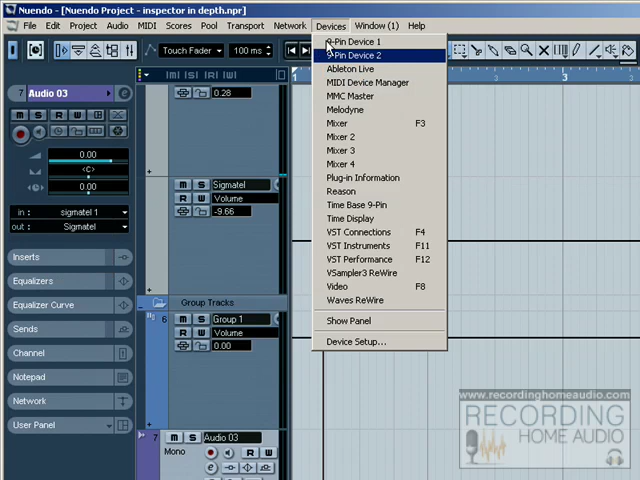 Nuendo - [Nuendo Project - inspector in depth.npr]
File Edit Project Audio MIDI Scores Pool Transport Network Devices Window (1) Help
Touch Fader 100 ms
1 3
9-Pin Device 1
9-Pin Device 2
Ableton Live
MIDI Device Manager
MMC Master
Melodyne
Mixer F3
Mixer 2
Mixer 3
Mixer 4
Plug-in Information
Reason
Time Base 9-Pin
Time Display
VST Connections F4
VST Instruments F11
VST Performance F12
VSampler3 ReWire
Video F8
Waves ReWire
Show Panel
Device Setup...
7 Audio 03 e
M S R W
0.00
<C>
0.00
in : sigmatel 1
out : Sigmatel
Inserts
Equalizers
Equalizer Curve
Sends
Channel
Notepad
Network
User Panel
M S R W
0.28
M S Sigmatel
R W Volume
-9.66
Group Tracks
6 M S Group 1
R W Volume
0.00
7 M S Audio 03
Mono R W
e
www.recordinghomeaudio.com
RECORDING
HOME AUDIO